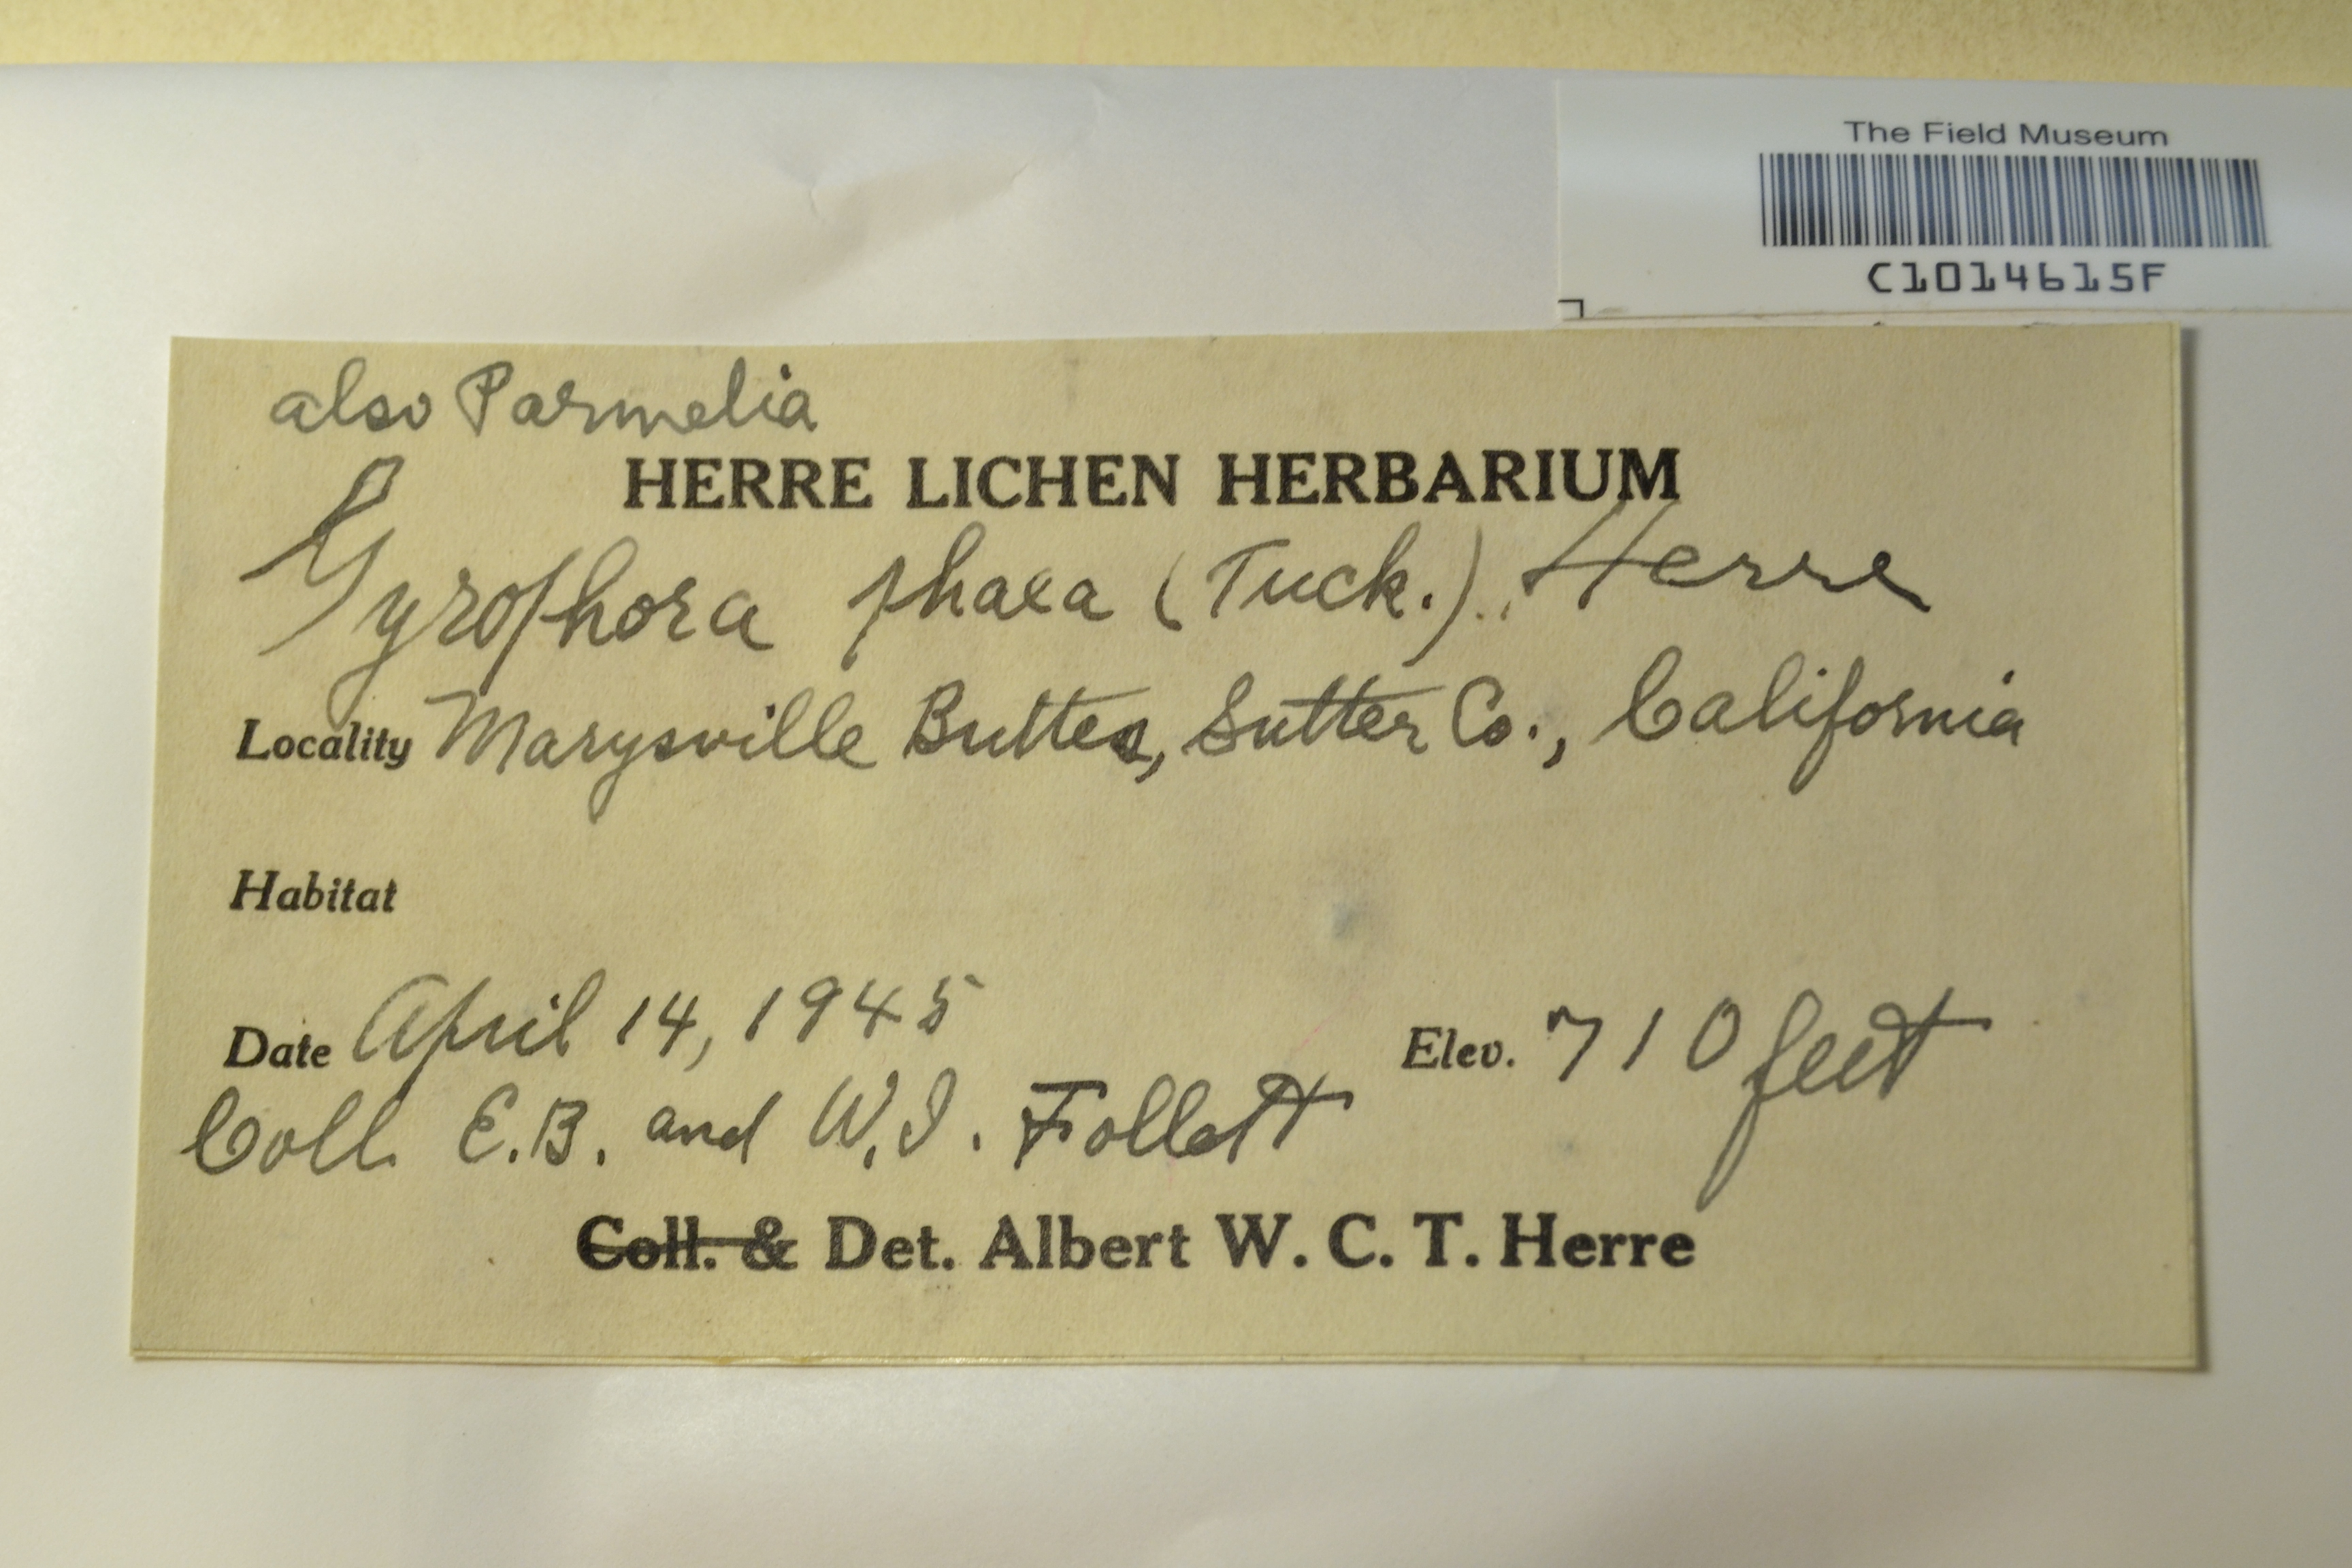 The Field Museum
C1014615F
also Parmelia
HERRE LICHEN HERBARIUM
Gyrophora phaea (Tuck.). Herre
Locality Marysville Buttes, Sutter Co., California
Habitat
Date April 14, 1945
Elev. 710 feet
Coll. E.B. and W.I. Follett
Coll. & Det. Albert W. C. T. Herre